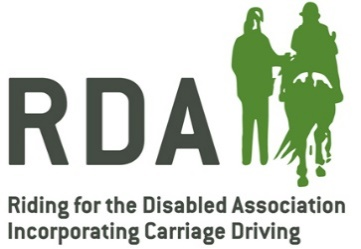 RDA
Riding for the Disabled Association
Incorporating Carriage Driving